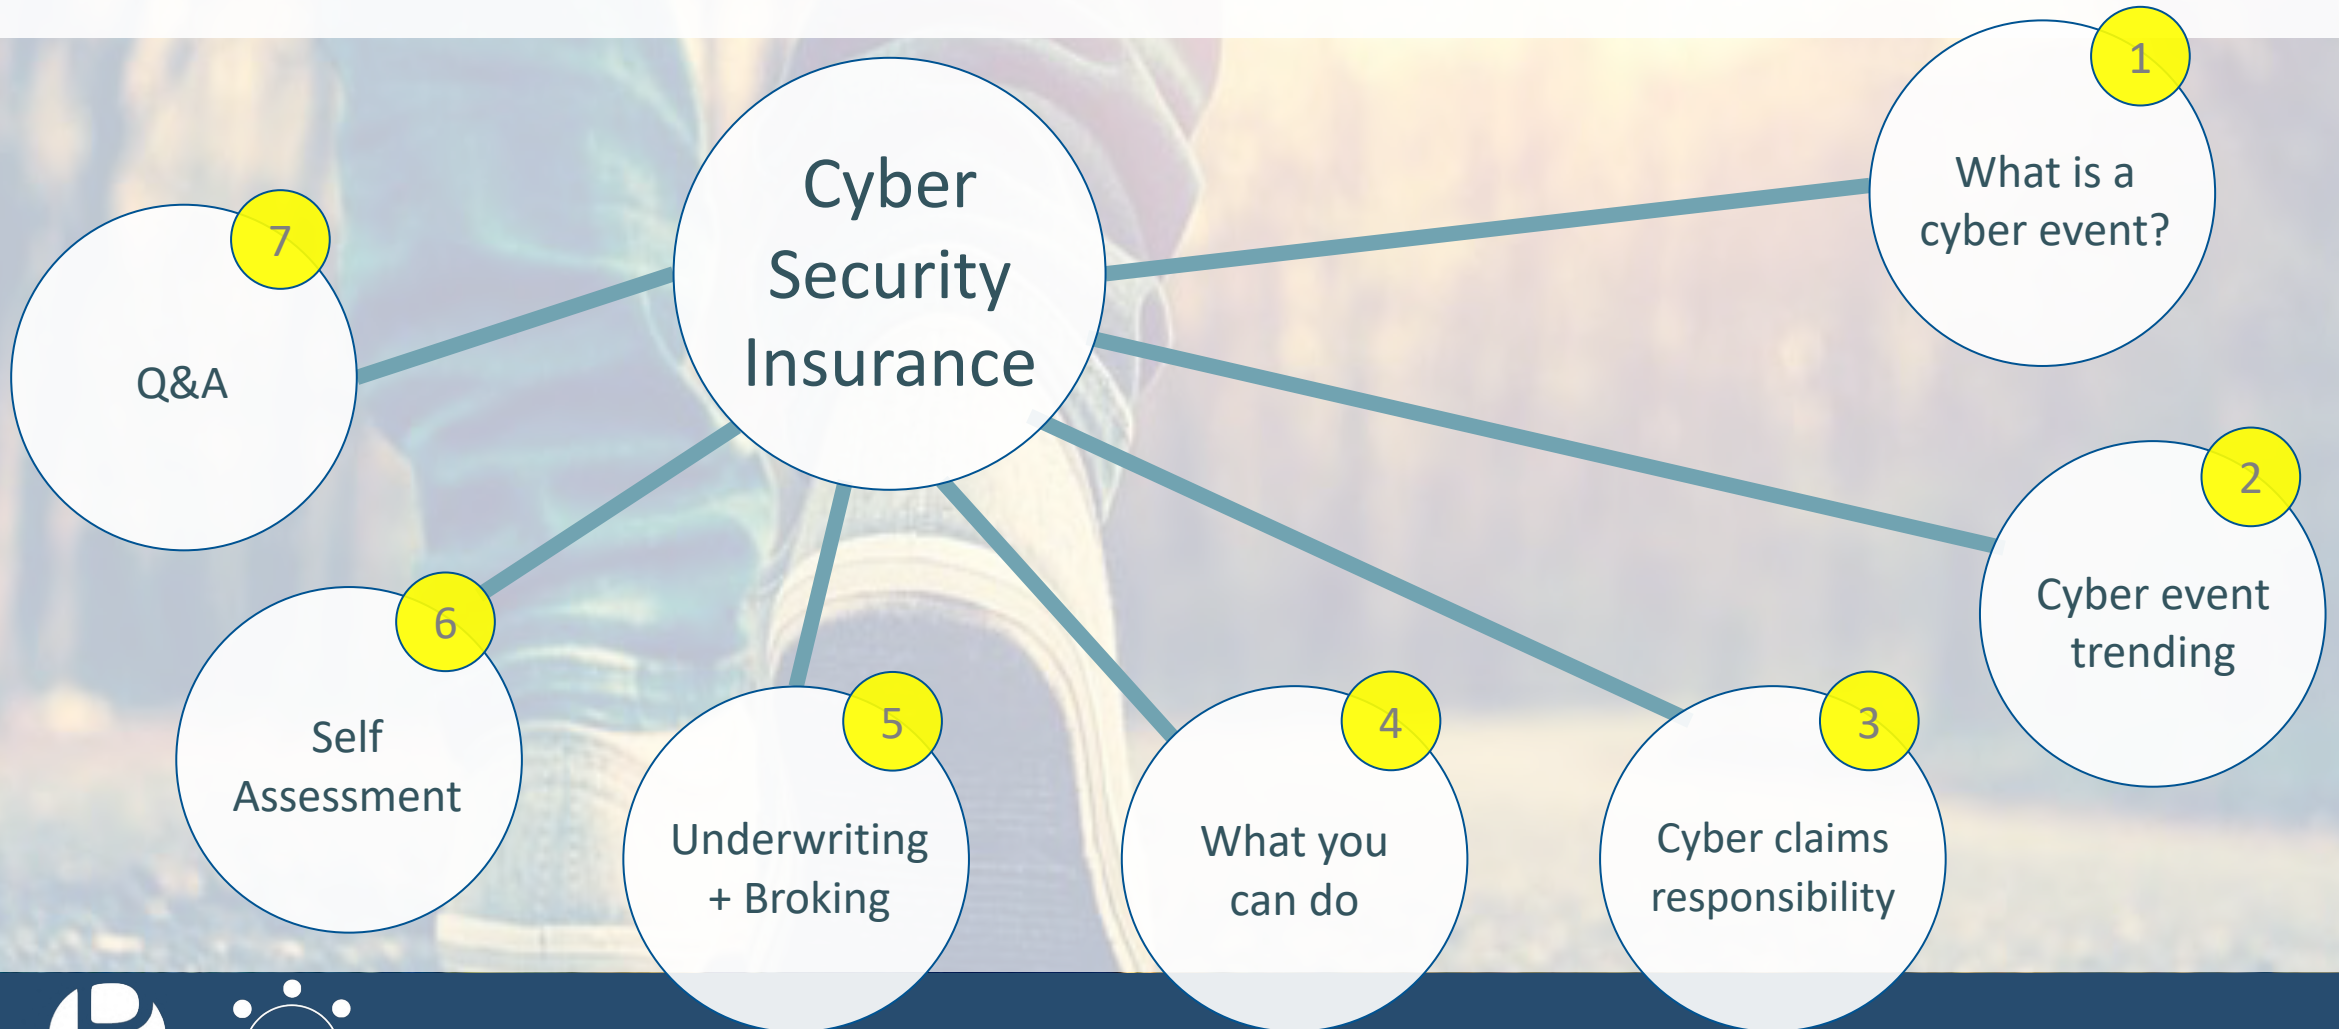 Cyber
Security
Insurance
1
What is a
cyber event?
2
Cyber event
trending
3
Cyber claims
responsibility
4
What you
can do
5
Underwriting
+ Broking
6
Self
Assessment
7
Q&A